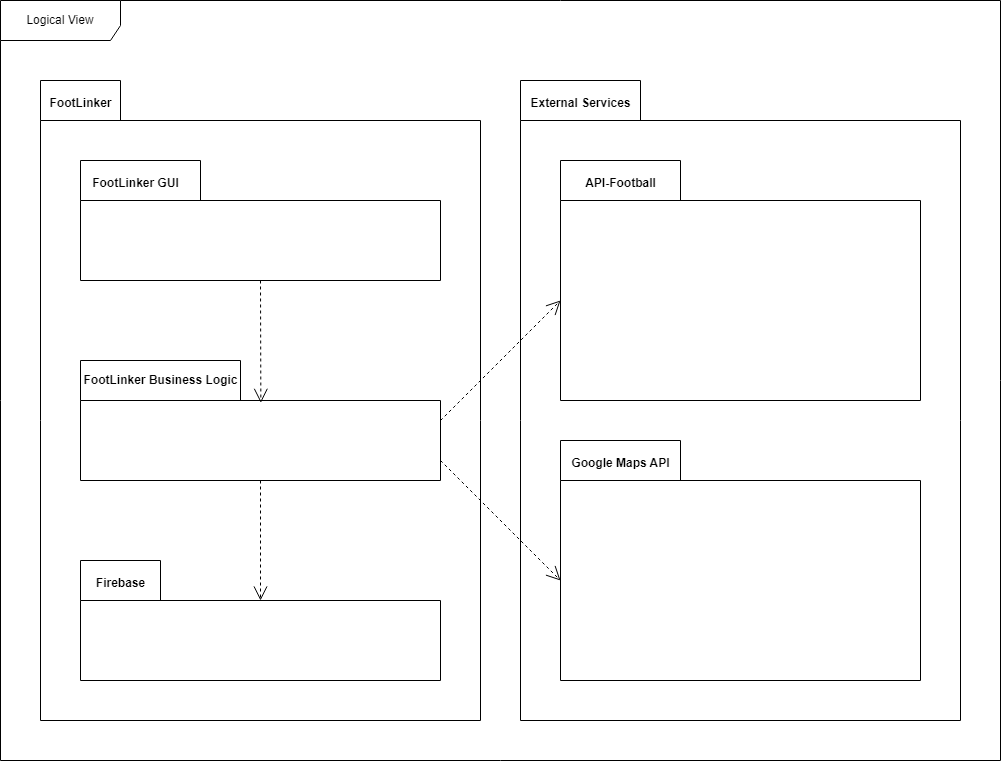 Logical View
FootLinker
External Services
FootLinker GUI
API-Football
FootLinker Business Logic
Google Maps API
Firebase